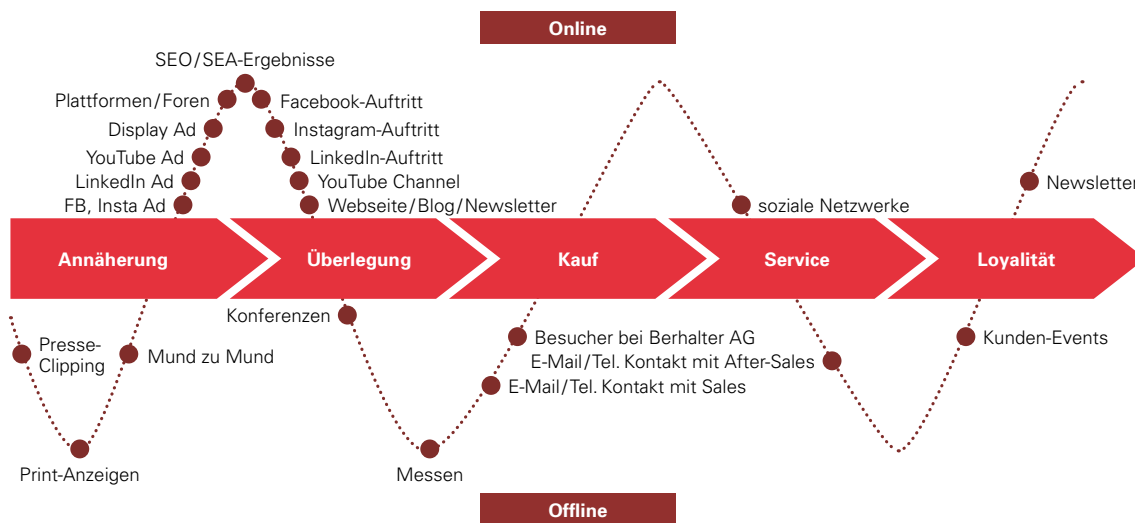 Online
SEO/SEA-Ergebnisse
Plattformen/Foren
Facebook-Auftritt
Display Ad
Instagram-Auftritt
YouTube Ad
LinkedIn-Auftritt
LinkedIn Ad
YouTube Channel
Newsletter
FB, Insta Ad
Webseite/Blog/Newsletter
soziale Netzwerke
Annäherung
Überlegung
Kauf
Service
Loyalität
Konferenzen
Presse-
Clipping
Mund zu Mund
Besucher bei Berhalter AG
Kunden-Events
E-Mail/Tel. Kontakt mit After-Sales
E-Mail/Tel. Kontakt mit Sales
Print-Anzeigen
Messen
Offline